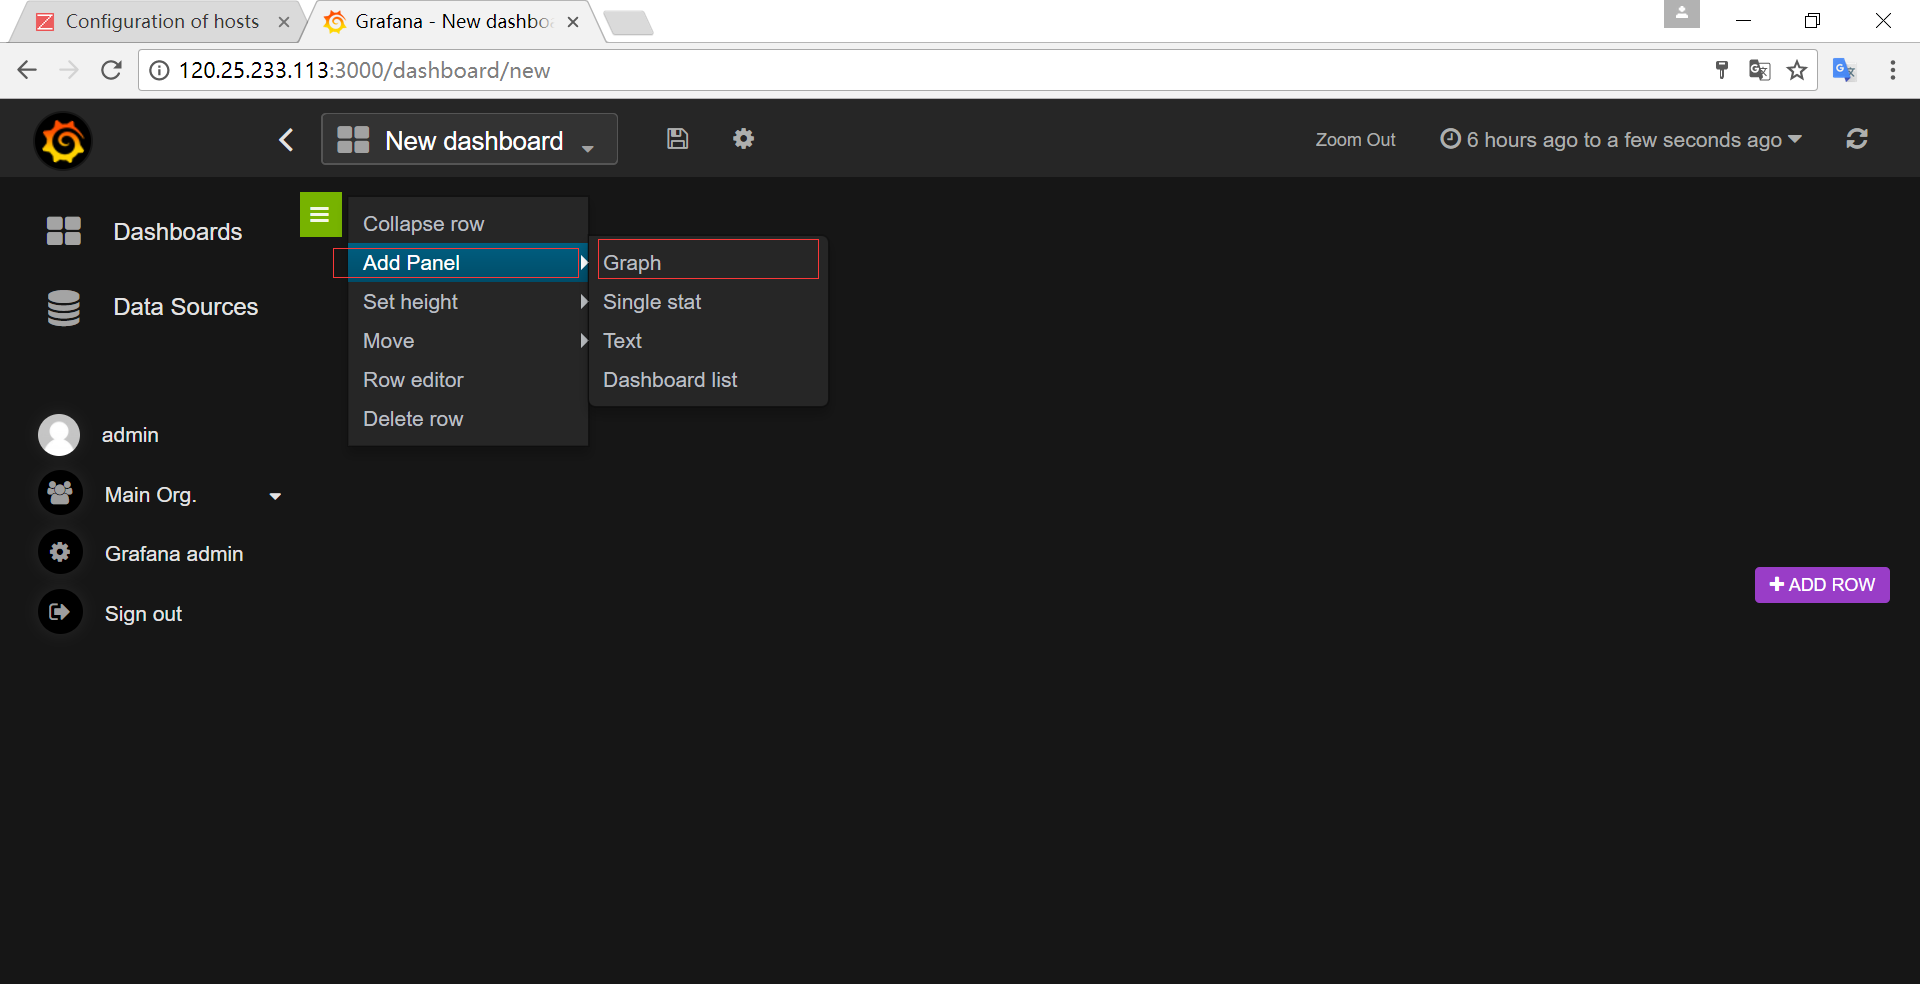 Configuration of hosts
Grafana - New dashbo
120.25.233.113:3000/dashboard/new
New dashboard
Zoom Out
6 hours ago to a few seconds ago
Dashboards
Data Sources
admin
Main Org.
Grafana admin
Sign out
Collapse row
Add Panel
Set height
Move
Row editor
Delete row
Graph
Single stat
Text
Dashboard list
ADD ROW